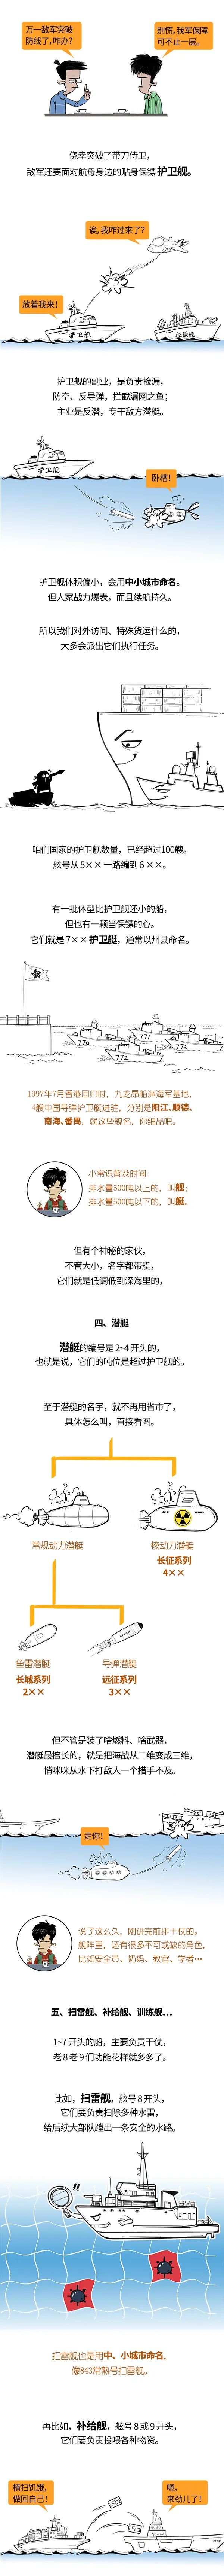 万一敌军突破
防线了,咋办?
别慌,我军保障
可不止一层。
侥幸突破了带刀侍卫,
敌军还要面对航母身边的贴身保镖 护卫舰。
诶,我咋过来了?
放着我来!
护卫舰
护卫舰的副业,是负责捡漏,
防空、反导弹,拦截漏网之鱼;
主业是反潜,专干敌方潜艇。
护卫舰
卧槽!
护卫舰体积偏小,会用中小城市命名。
但人家战力爆表,而且续航持久。
所以我们对外访问、特殊货运什么的,
大多会派出它们执行任务。
咱们国家的护卫舰数量,已经超过100艘。
舷号从 5×× 一路编到 6 ××。
有一批体型比护卫舰还小的船,
但也有一颗当保镖的心。
它们就是 7×× 护卫艇,通常以州县命名。
770
771
772
1997年7月香港回归时,九龙昂船洲海军基地,
4艘中国导弹护卫艇进驻,分别是阳江、顺德、
南海、番禺,就这些舰名,你细品吧。
小常识普及时间:
排水量500吨以上的,叫舰;
排水量500吨以下的,叫艇。
但有个神秘的家伙,
不管大小,名字都带艇,
它们就是低调低到深海里的,
四、潜艇
潜艇的编号是 2~4 开头的,
也就是说,它们的吨位是超过护卫舰的。
至于潜艇的名字,就不再用省市了,
具体怎么叫,直接看图。
常规动力潜艇
核动力潜艇
长征系列
4××
鱼雷潜艇
长城系列
2××
导弹潜艇
远征系列
3××
但不管是装了啥燃料、啥武器,
潜艇最擅长的,就是把海战从二维变成三维,
悄咪咪从水下打敌人一个措手不及。
走你!
说了这么久,刚讲完前排干仗的。
舰阵里,还有很多不可或缺的角色,
比如安全员、奶妈、教官、学者…
五、扫雷舰、补给舰、训练舰…
1~7 开头的船,主要负责干仗,
老 8 老 9 们功能花样就多多了。
比如,扫雷舰,舷号 8 开头,
它们要负责扫除多种水雷,
给后续大部队蹚出一条安全的水路。
扫雷舰也是用中、小城市命名,
像843常熟号扫雷舰。
再比如,补给舰,舷号 8 或 9 开头,
它们要负责投喂各种物资。
横扫饥饿,
做回自己!
嗯,
来劲儿了!